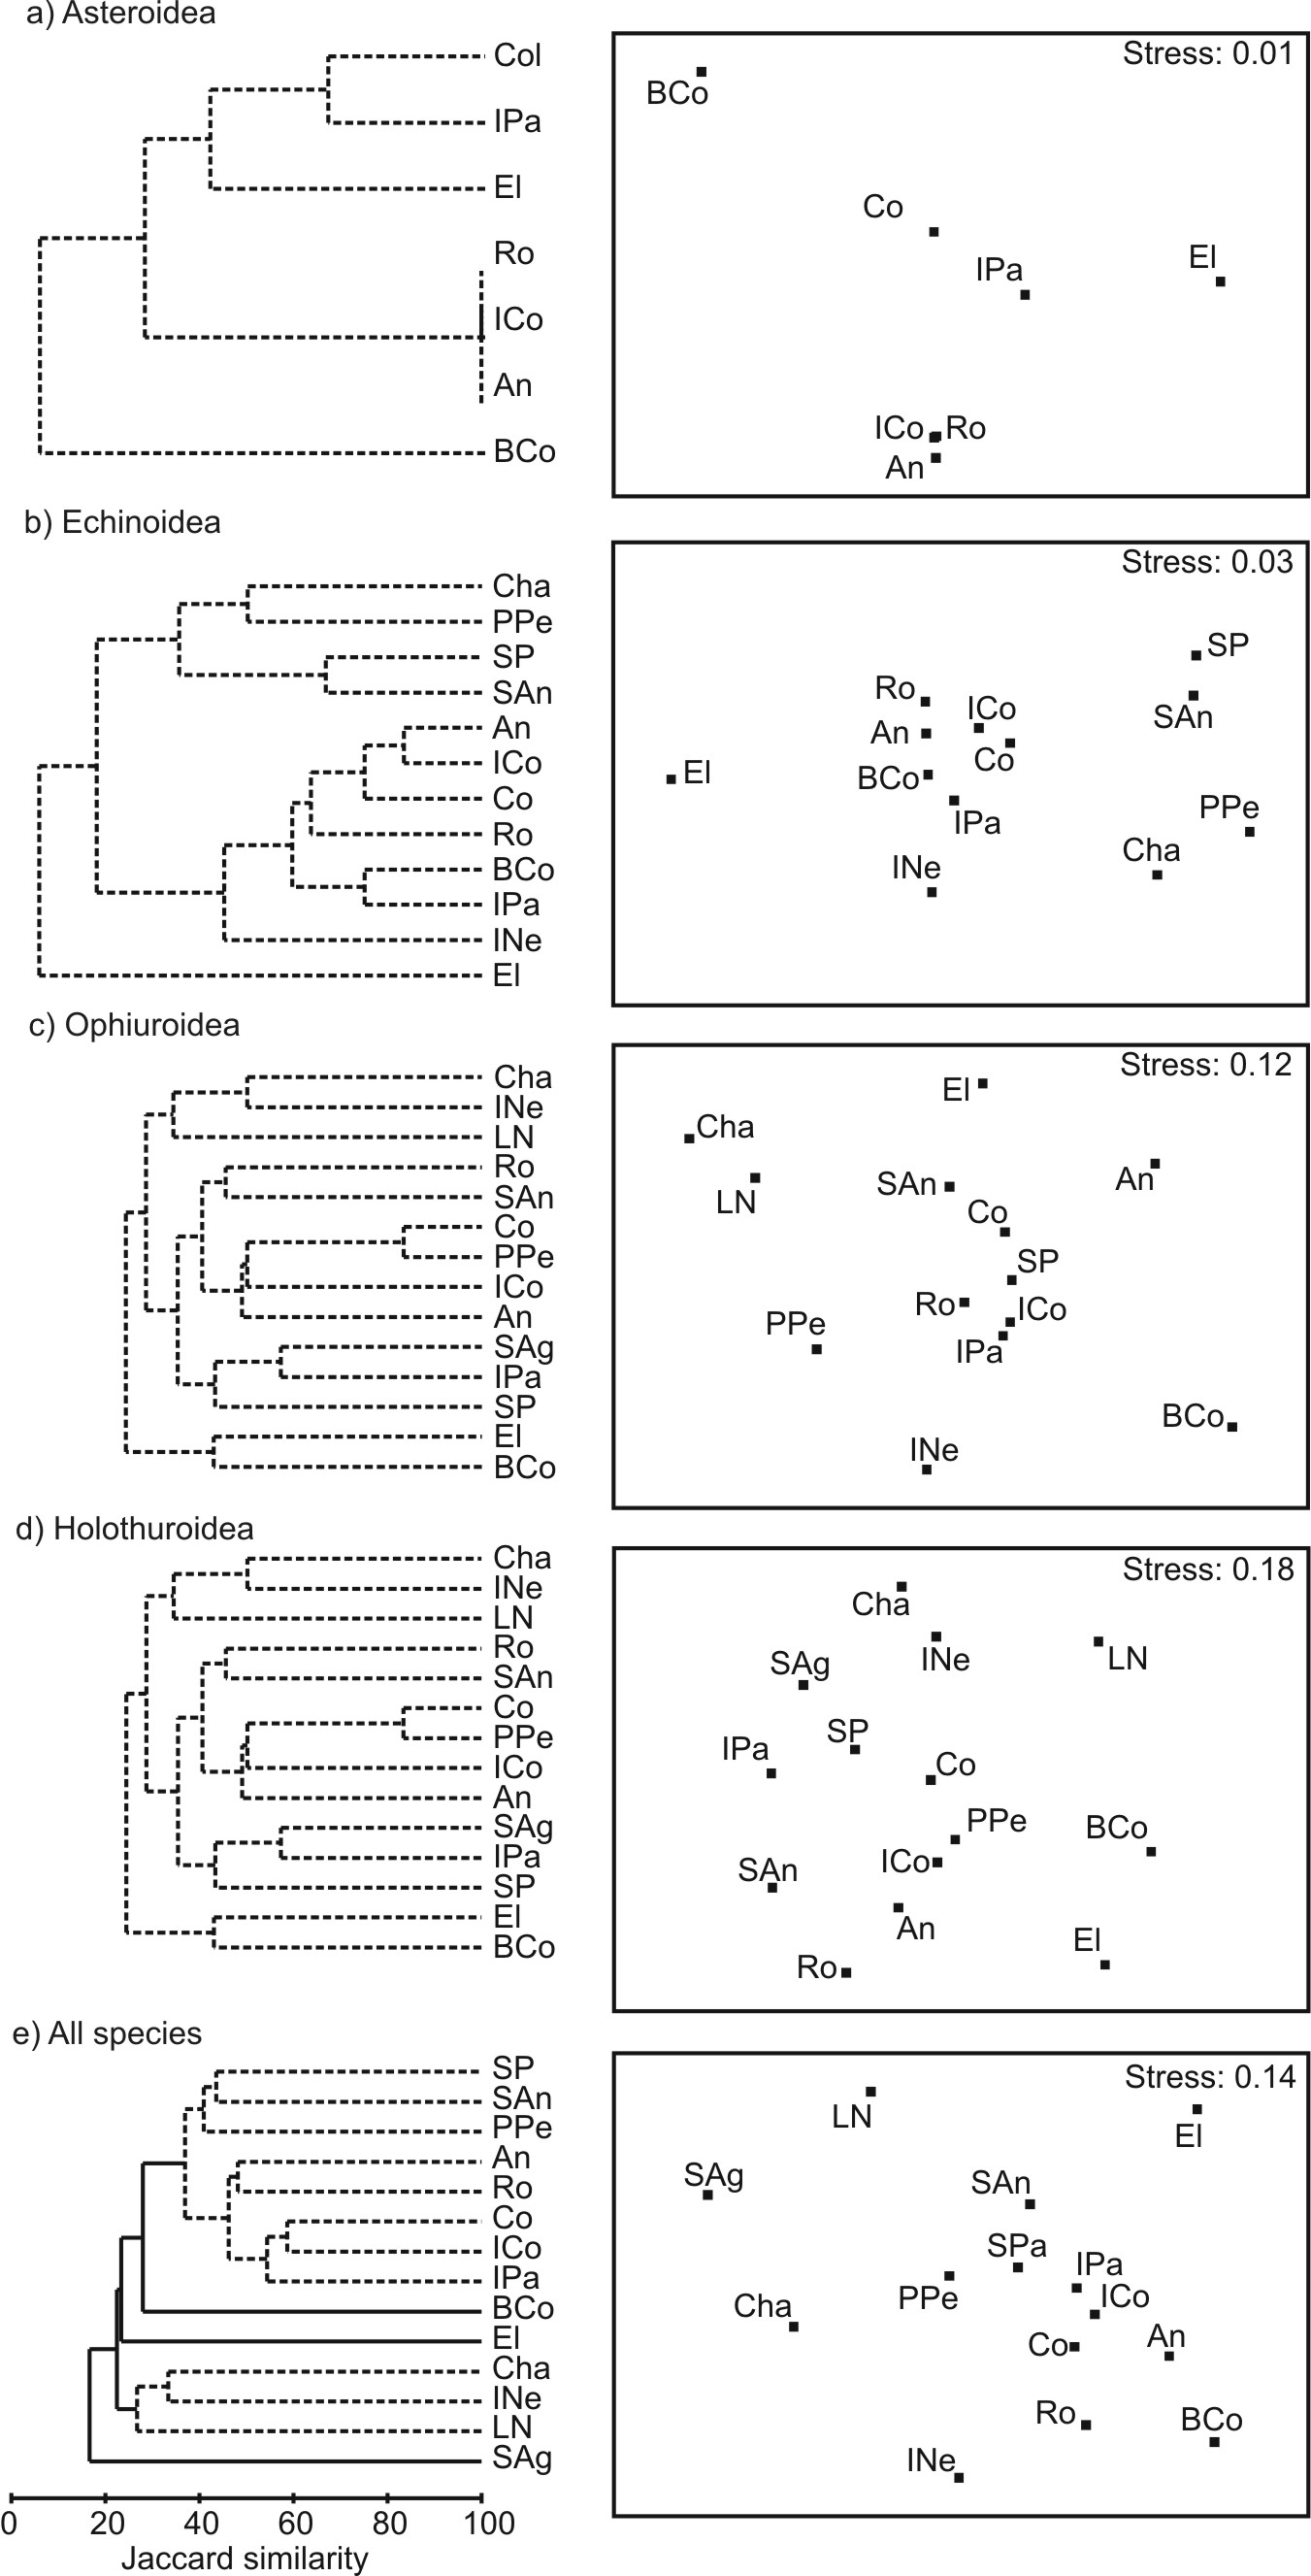 a) Asteroidea
Col
IPa
El
Ro
ICo
An
BCo
Stress: 0.01
BCo
Co
IPa
El
ICo Ro
An
b) Echinoidea
Cha
PPe
SP
SAn
An
ICo
Co
Ro
BCo
IPa
INe
El
Stress: 0.03
SP
Ro
ICo
SAn
An
Co
El
BCo
PPe
IPa
Cha
INe
c) Ophiuroidea
Cha
INe
LN
Ro
SAn
Co
PPe
ICo
An
SAg
IPa
SP
El
BCo
Stress: 0.12
El
Cha
An
SAn
LN
Co
SP
Ro
ICo
PPe
IPa
BCo
INe
d) Holothuroidea
Cha
INe
LN
Ro
SAn
Co
PPe
ICo
An
SAg
IPa
SP
El
BCo
Stress: 0.18
Cha
INe
LN
SAg
SP
IPa
Co
PPe
BCo
ICo
SAn
An
El
Ro
e) All species
SP
SAn
PPe
An
Ro
Co
ICo
IPa
BCo
El
Cha
INe
LN
SAg
0 20 40 60 80 100
Jaccard similarity
Stress: 0.14
LN
El
SAg
SAn
SPa
IPa
PPe
ICo
Cha
An
Co
Ro
BCo
INe